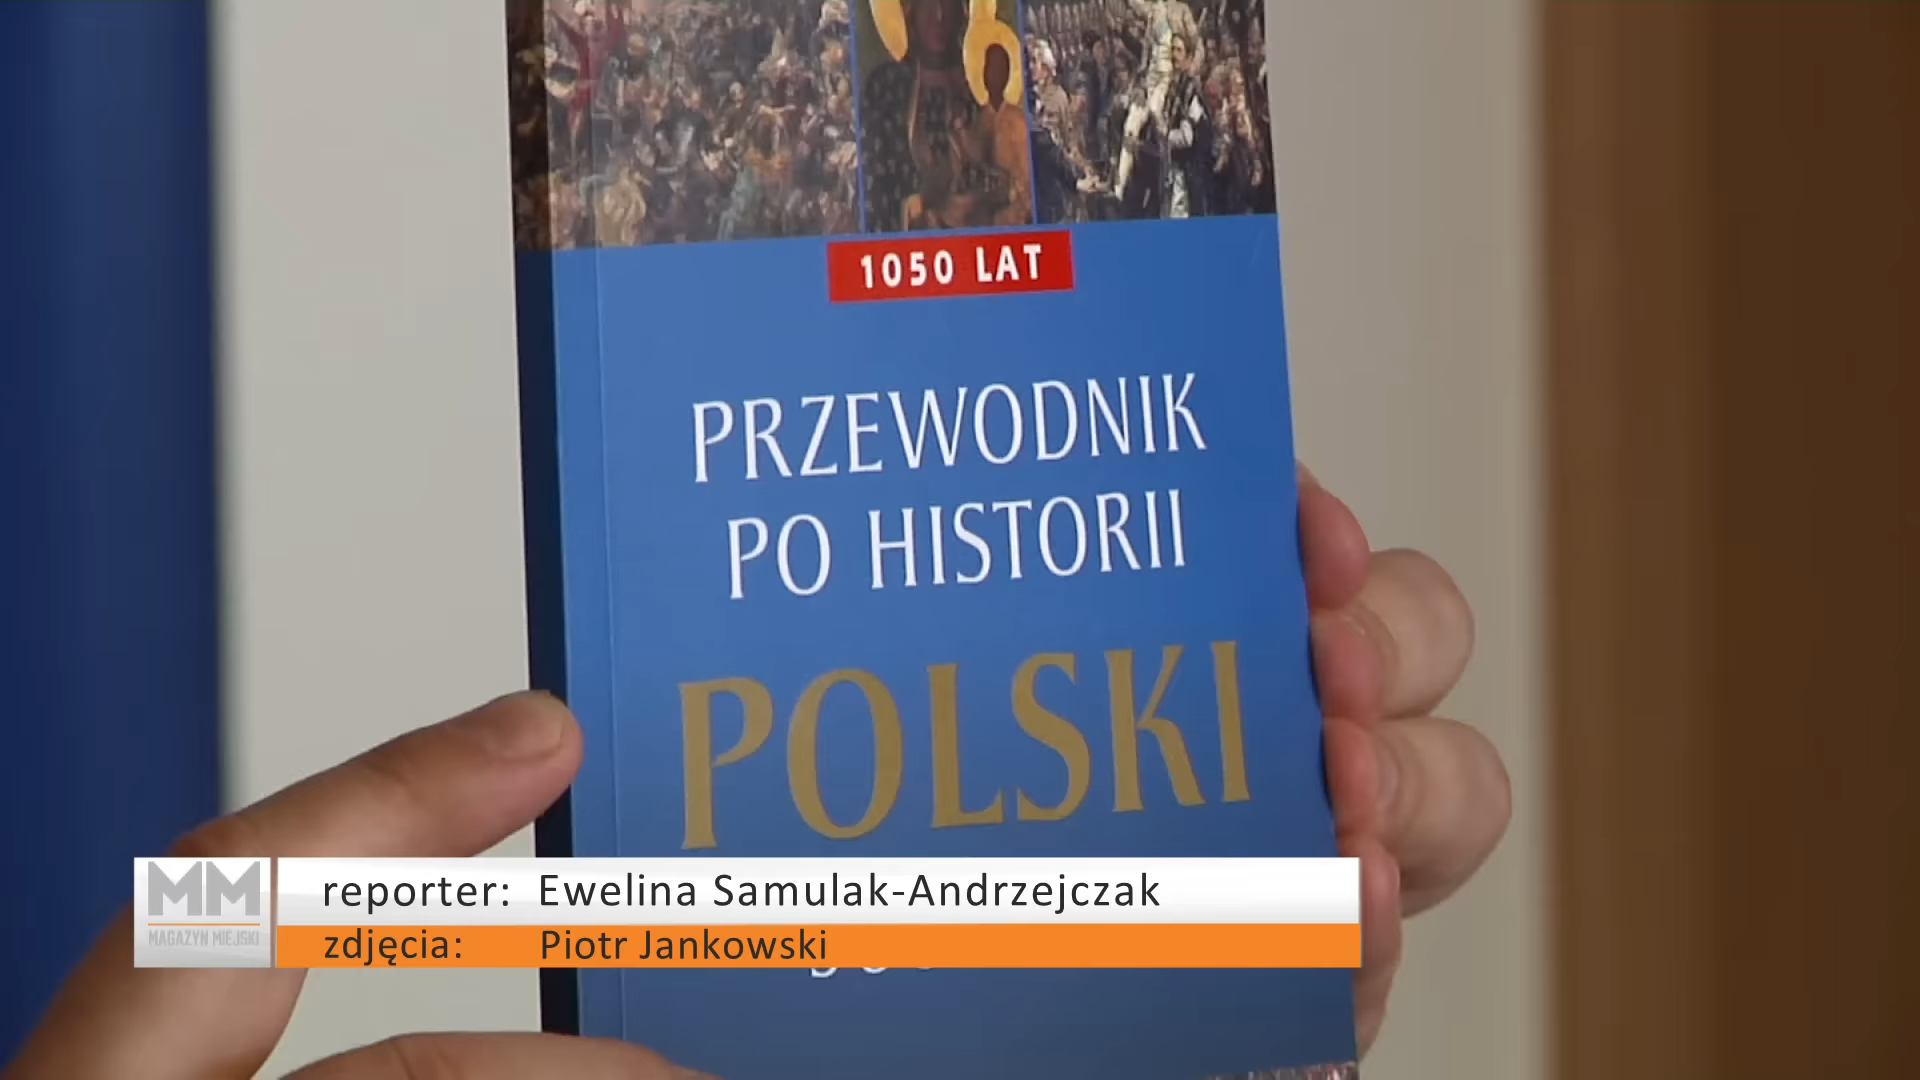 1050 LAT
PRZEWODNIK
PO HISTORII
POLSKI
MM
MAGAZYN MIEJSKI
reporter: Ewelina Samulak-Andrzejczak
zdjęcia: Piotr Jankowski